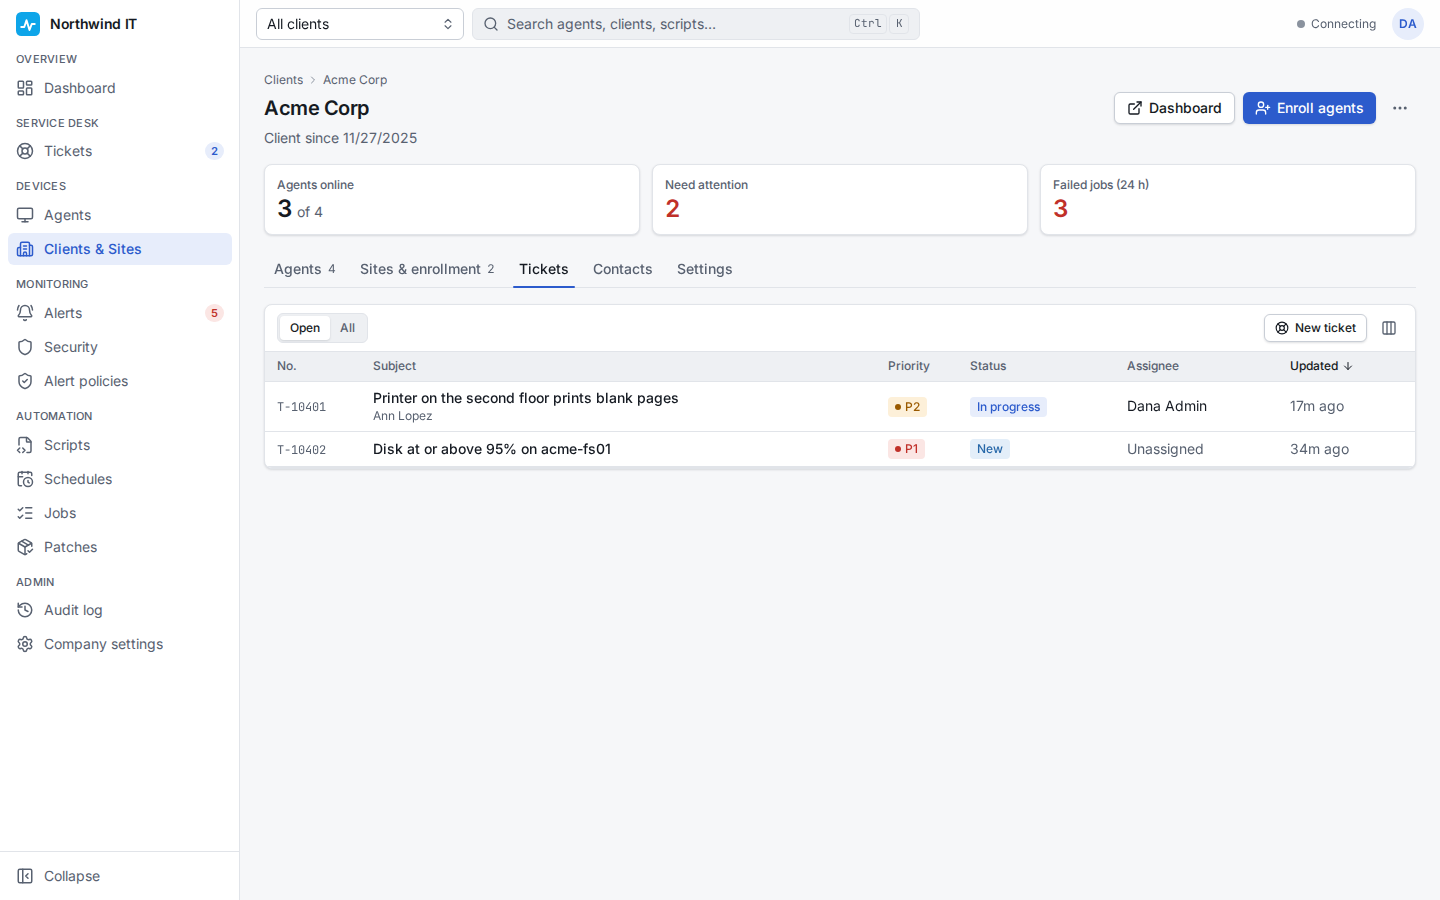 Northwind IT
All clients
Search agents, clients, scripts...
Ctrl K
Connecting
DA
OVERVIEW
Dashboard
SERVICE DESK
Tickets 2
DEVICES
Agents
Clients & Sites
MONITORING
Alerts 5
Security
Alert policies
AUTOMATION
Scripts
Schedules
Jobs
Patches
ADMIN
Audit log
Company settings
Collapse
Clients > Acme Corp
Acme Corp
Client since 11/27/2025
Dashboard
Enroll agents
Agents online
3 of 4
Need attention
2
Failed jobs (24 h)
3
Agents 4 Sites & enrollment 2 Tickets Contacts Settings
Open All
New ticket
No. Subject Priority Status Assignee Updated ↓
T-10401 Printer on the second floor prints blank pages P2 In progress Dana Admin 17m ago
Ann Lopez
T-10402 Disk at or above 95% on acme-fs01 P1 New Unassigned 34m ago